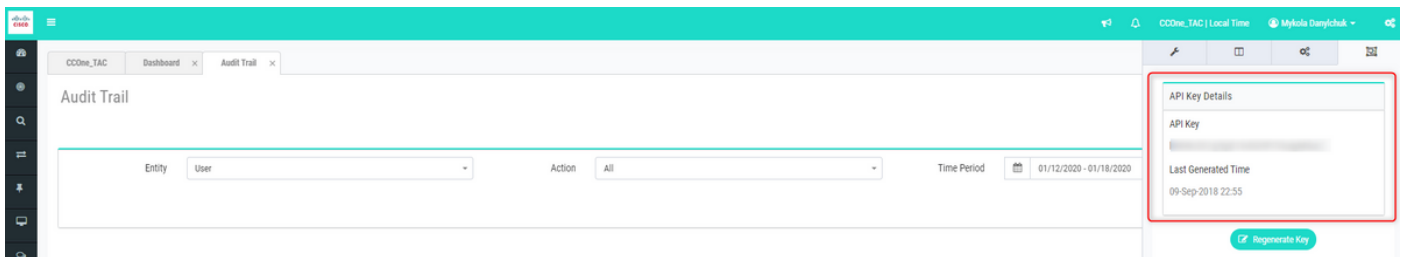 CISCO
CCOne_TAC | Local Time Mykola Danylchuk
CCOne_TAC Dashboard × Audit Trail ×
Audit Trail
Entity User Action All Time Period 01/12/2020 - 01/18/2020
API Key Details
API Key
Last Generated Time
09-Sep-2018 22:55
Regenerate Key